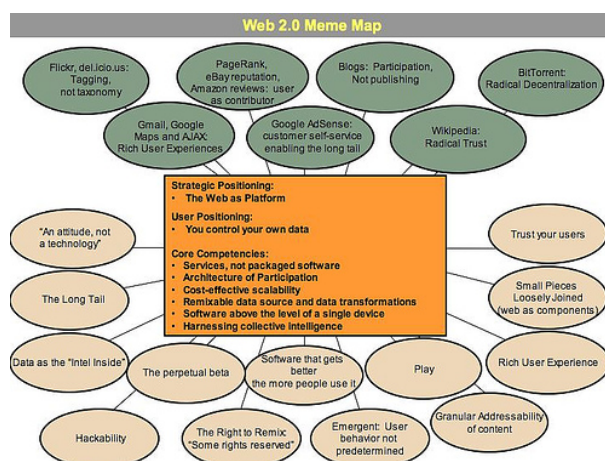 Web 2.0 Meme Map
Flickr, del.icio.us:
Tagging,
not taxonomy
PageRank,
eBay reputation,
Amazon reviews: user
as contributor
Blogs: Participation,
Not publishing
BitTorrent:
Radical Decentralization
Gmail, Google
Maps and AJAX:
Rich User Experiences
Google AdSense:
customer self-service
enabling the long tail
Wikipedia:
Radical Trust
Strategic Positioning:
• The Web as Platform
User Positioning:
• You control your own data
Core Competencies:
• Services, not packaged software
• Architecture of Participation
• Cost-effective scalability
• Remixable data source and data transformations
• Software above the level of a single device
• Harnessing collective intelligence
"An attitude, not
a technology"
Trust your users
The Long Tail
Small Pieces
Loosely Joined
(web as components)
Data as the "Intel Inside"
The perpetual beta
Software that gets
better
the more people use it
Play
Rich User Experience
Hackability
The Right to Remix:
"Some rights reserved"
Emergent: User
behavior not
predetermined
Granular Addressability
of content